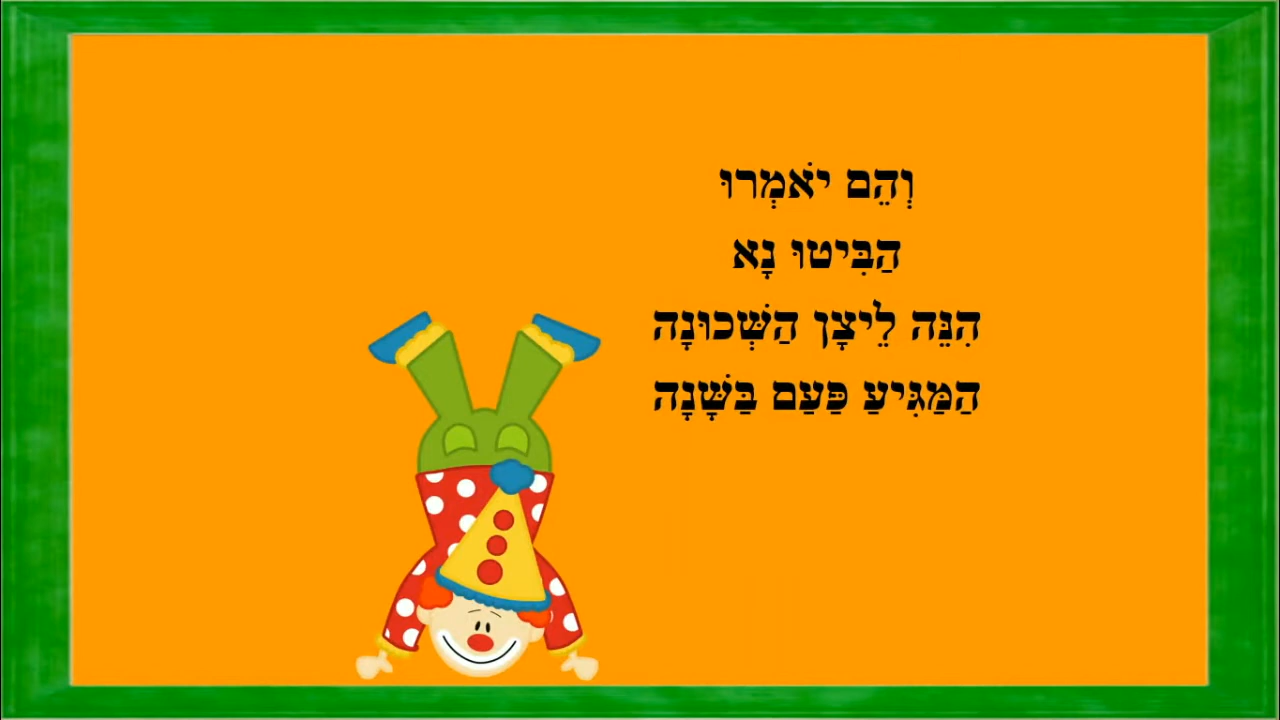 וְהֵם יֹאמְרוּ
הַבִּיטוּ נָא
הִנֵּה לֵיצָן הַשְּׁכוּנָה
הַמַּגִּיעַ פַּעַם בַּשָּׁנָה